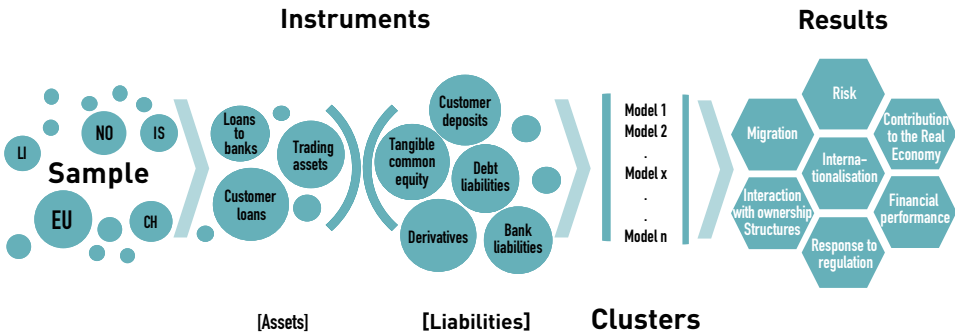 Instruments
Results
LI
NO
IS
Sample
EU
CH
Loans
to
banks
Trading
assets
Customer
loans
[Assets]
Customer
deposits
Tangible
common
equity
Debt
liabilities
Derivatives
Bank
liabilities
[Liabilities]
Model 1
Model 2
.
Model x
.
.
Model n
Clusters
Risk
Migration
Contribution
to the Real
Economy
Interna-
tionalisation
Interaction
with ownership
Structures
Financial
performance
Response to
regulation